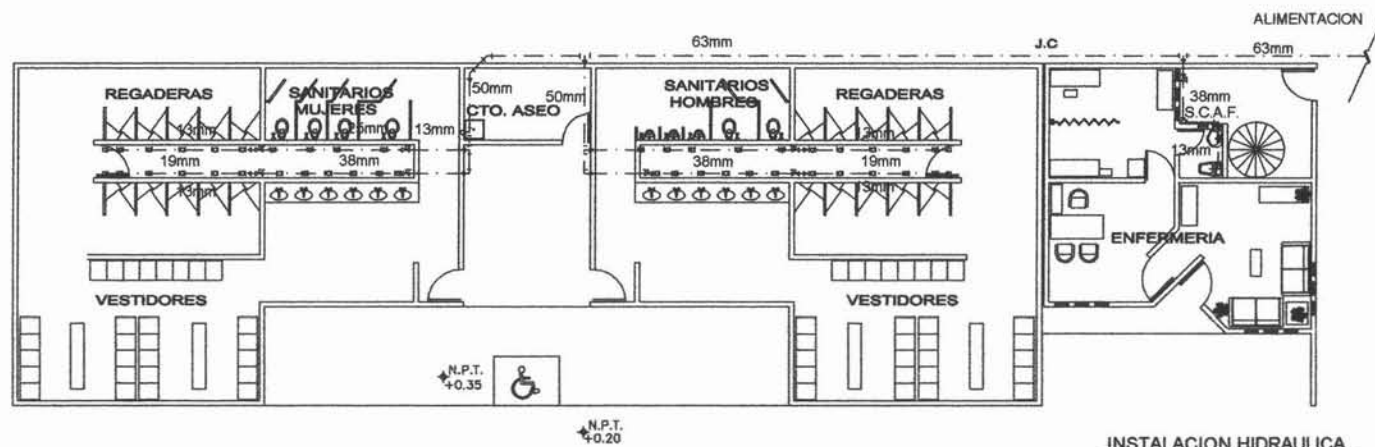 ALIMENTACION
63mm
J.C
63mm
50mm
50mm
38mm
S.C.A.F.
13mm
REGADERAS
SANITARIOS
MUJERES
CTO. ASEO
SANITARIOS
HOMBRES
REGADERAS
13mm
25mm
13mm
13mm
19mm
38mm
38mm
19mm
13mm
13mm
ENFERMERIA
VESTIDORES
VESTIDORES
N.P.T.
+0.35
N.P.T.
+0.20
INSTALACION HIDRAULICA